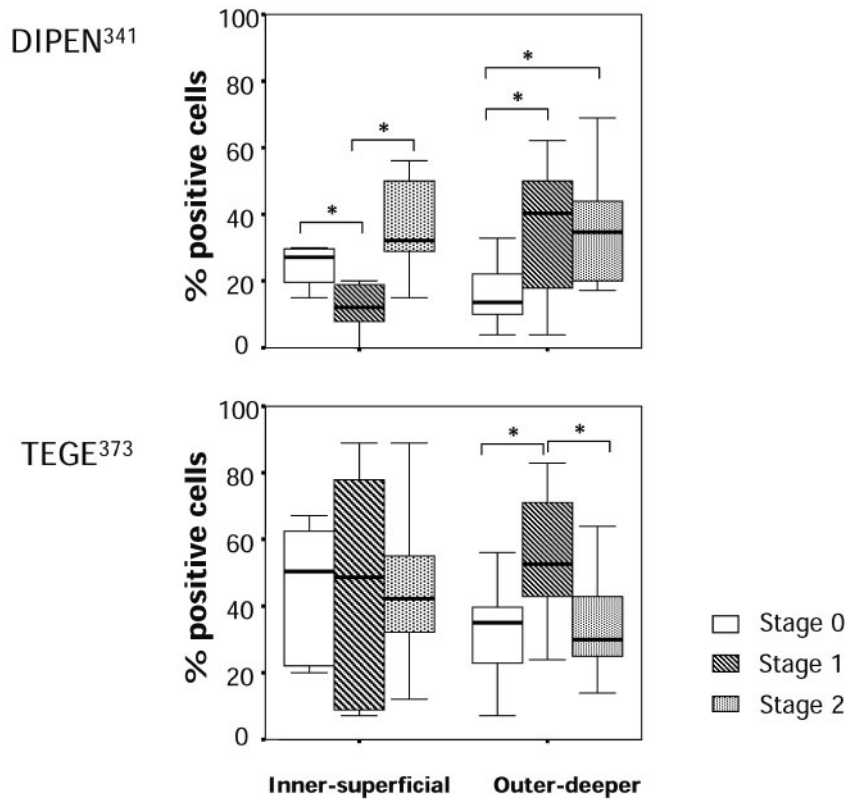 DIPEN³⁴¹
% positive cells
100
80
60
40
20
0
*
*
*
*
TEGE³⁷³
% positive cells
100
80
60
40
20
0
*
*
Inner-superficial
Outer-deeper
Stage 0
Stage 1
Stage 2